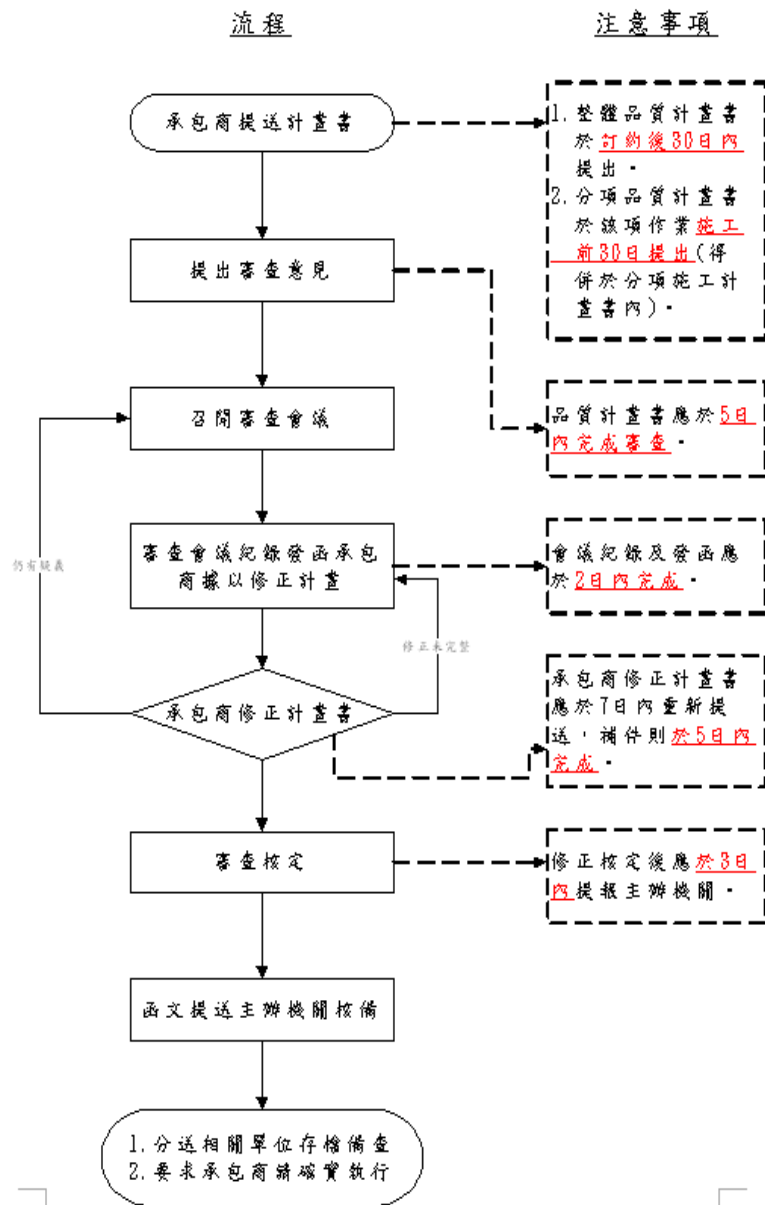 流程
注意事項
承包商提送計畫書
1. 整體品質計畫書
於訂約後30日內
提出。
2. 分項品質計畫書
於該項作業施工
前30日提出(得
併於分項施工計
畫書內)。
提出審查意見
召開審查會議
品質計畫書應於5日
內完成審查。
審查會議紀錄發函承包
商據以修正計畫
會議紀錄及發函應
於2日內完成。
仍有疑義
修正未完整
承包商修正計畫書
承包商修正計畫書
應於7日內重新提
送，補件則於5日內
完成。
審查核定
修正核定後應於3日
內提報主辦機關。
函文提送主辦機關核備
1. 分送相關單位存檔備查
2. 要求承包商請確實執行